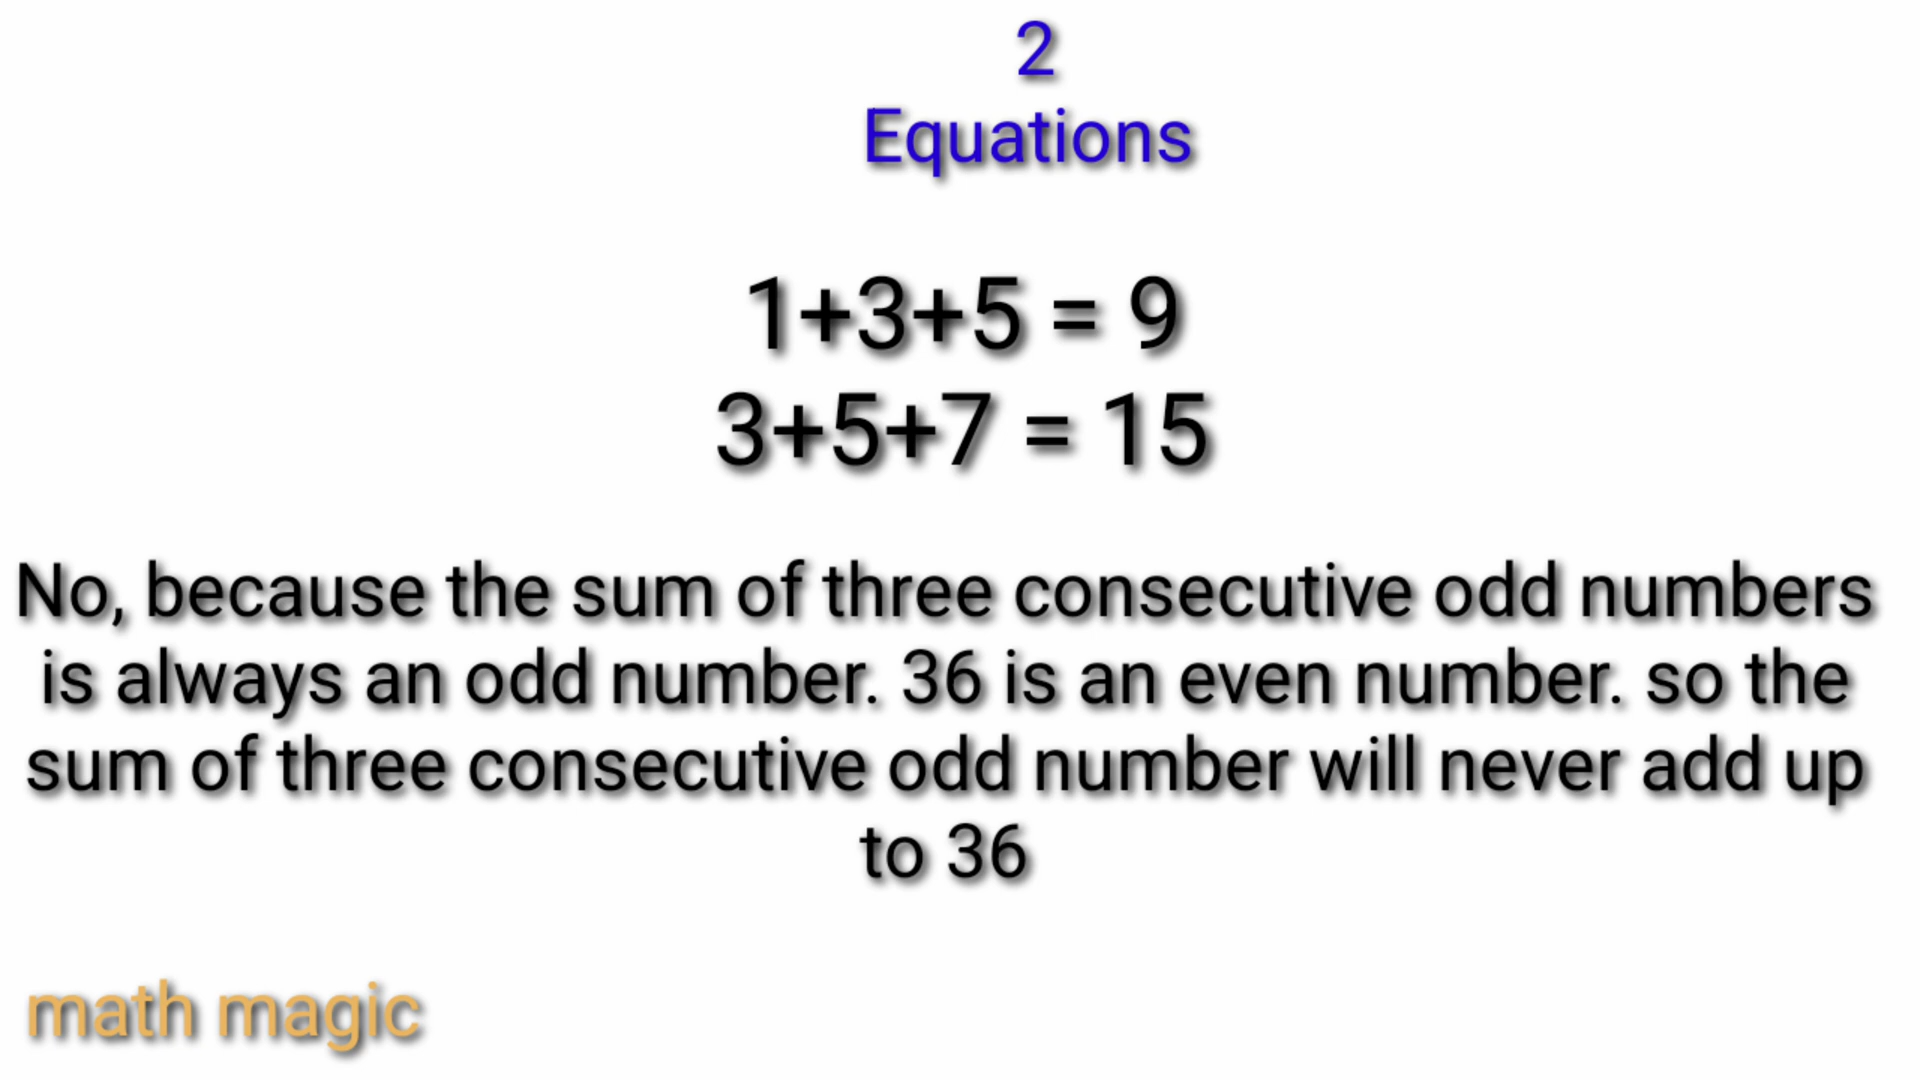 2
Equations
1+3+5 = 9
3+5+7 = 15
No, because the sum of three consecutive odd numbers
is always an odd number. 36 is an even number. so the
sum of three consecutive odd number will never add up
to 36
math magic